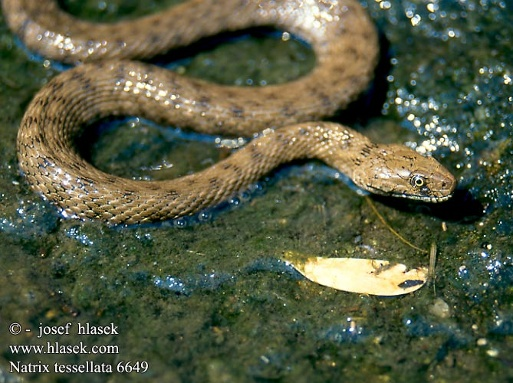 © - josef hlasek
www.hlasek.com
Natrix tessellata 6649